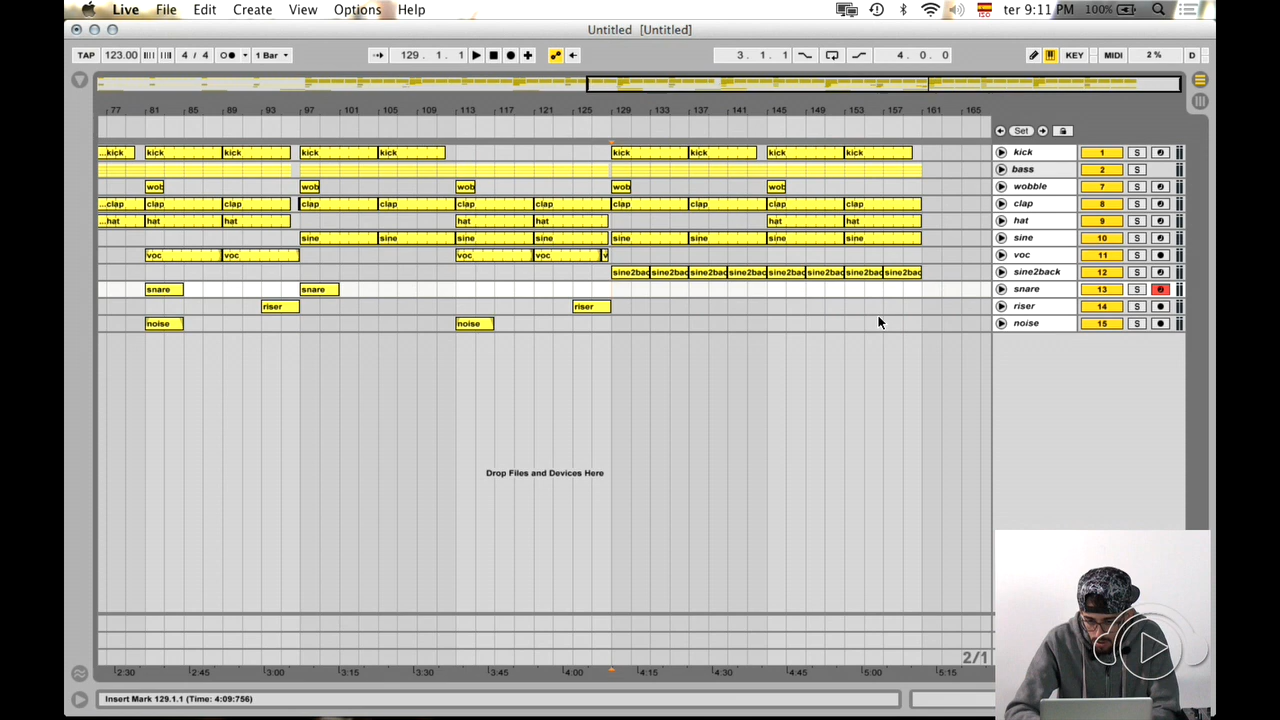 Live File Edit Create View Options Help ter 9:11 PM 100%
ISO
Untitled [Untitled]
TAP 123.00 4 / 4 1 Bar 129. 1. 1 3. 1. 1 4. 0. 0 KEY MIDI 2 % D
77 81 85 89 93 97 101 105 109 113 117 121 125 129 133 137 141 145 149 153 157 161 165
Set
...kick kick kick kick kick kick kick kick kick kick 1 S
bass 2 S
wob wob wob wob wob wobble 7 S
...clap clap clap clap clap clap clap clap clap clap clap clap 8 S
...hat hat hat hat hat hat hat hat 9 S
sine sine sine sine sine sine sine sine sine 10 S
voc voc voc voc v voc 11 S
sine2bac sine2bac sine2bac sine2bac sine2bac sine2bac sine2bac sine2bac sine2back 12 S
snare snare snare 13 S
riser riser riser 14 S
noise noise noise 15 S
Drop Files and Devices Here
2/1
2:30 2:45 3:00 3:15 3:30 3:45 4:00 4:15 4:30 4:45 5:00 5:15
Insert Mark 129.1.1 (Time: 4:09:756)